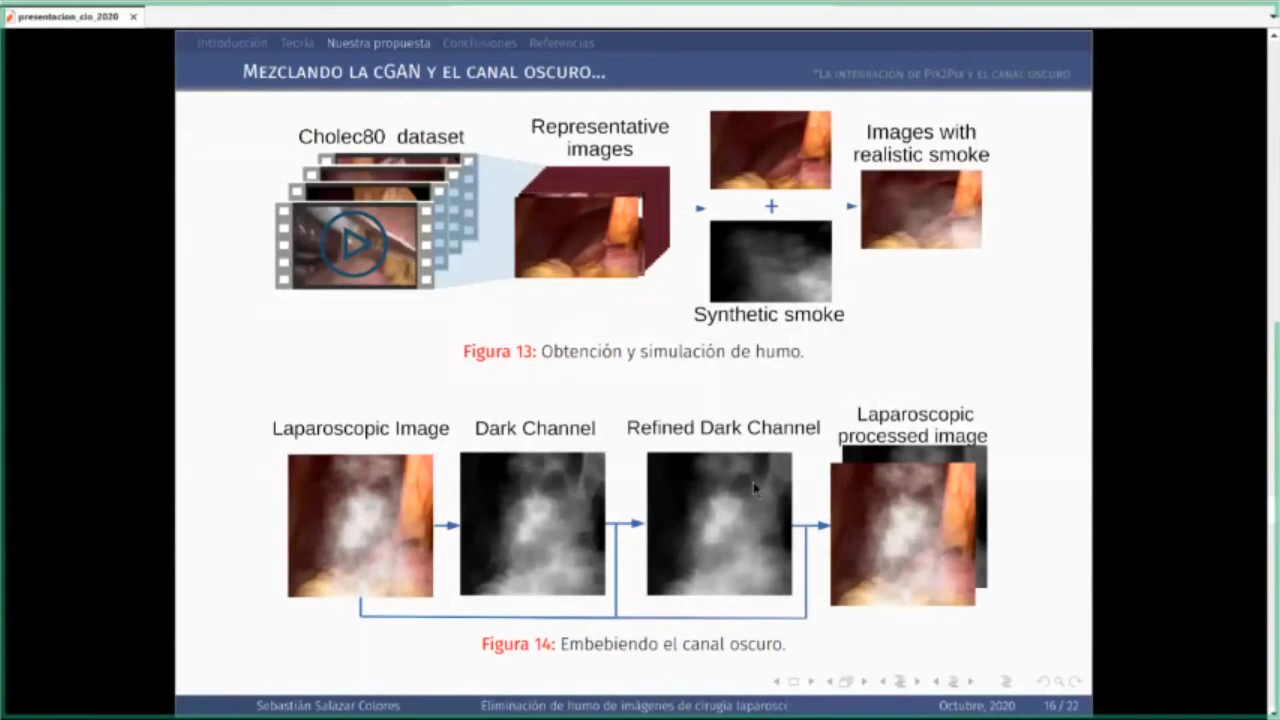 presentacion_cio_2020
Introducción Teoría Nuestra propuesta Conclusiones Referencias
Mezclando la cGAN y el canal oscuro...
*La integración de Pix2Pix y el canal oscuro
Cholec80 dataset
Representative
images
Images with
realistic smoke
+
Synthetic smoke
Figura 13: Obtención y simulación de humo.
Laparoscopic Image
Dark Channel
Refined Dark Channel
Laparoscopic
processed image
Figura 14: Embebiendo el canal oscuro.
Sebastián Salazar Colores
Eliminación de humo de imágenes de cirugía laparosc
Octubre, 2020
16 / 22